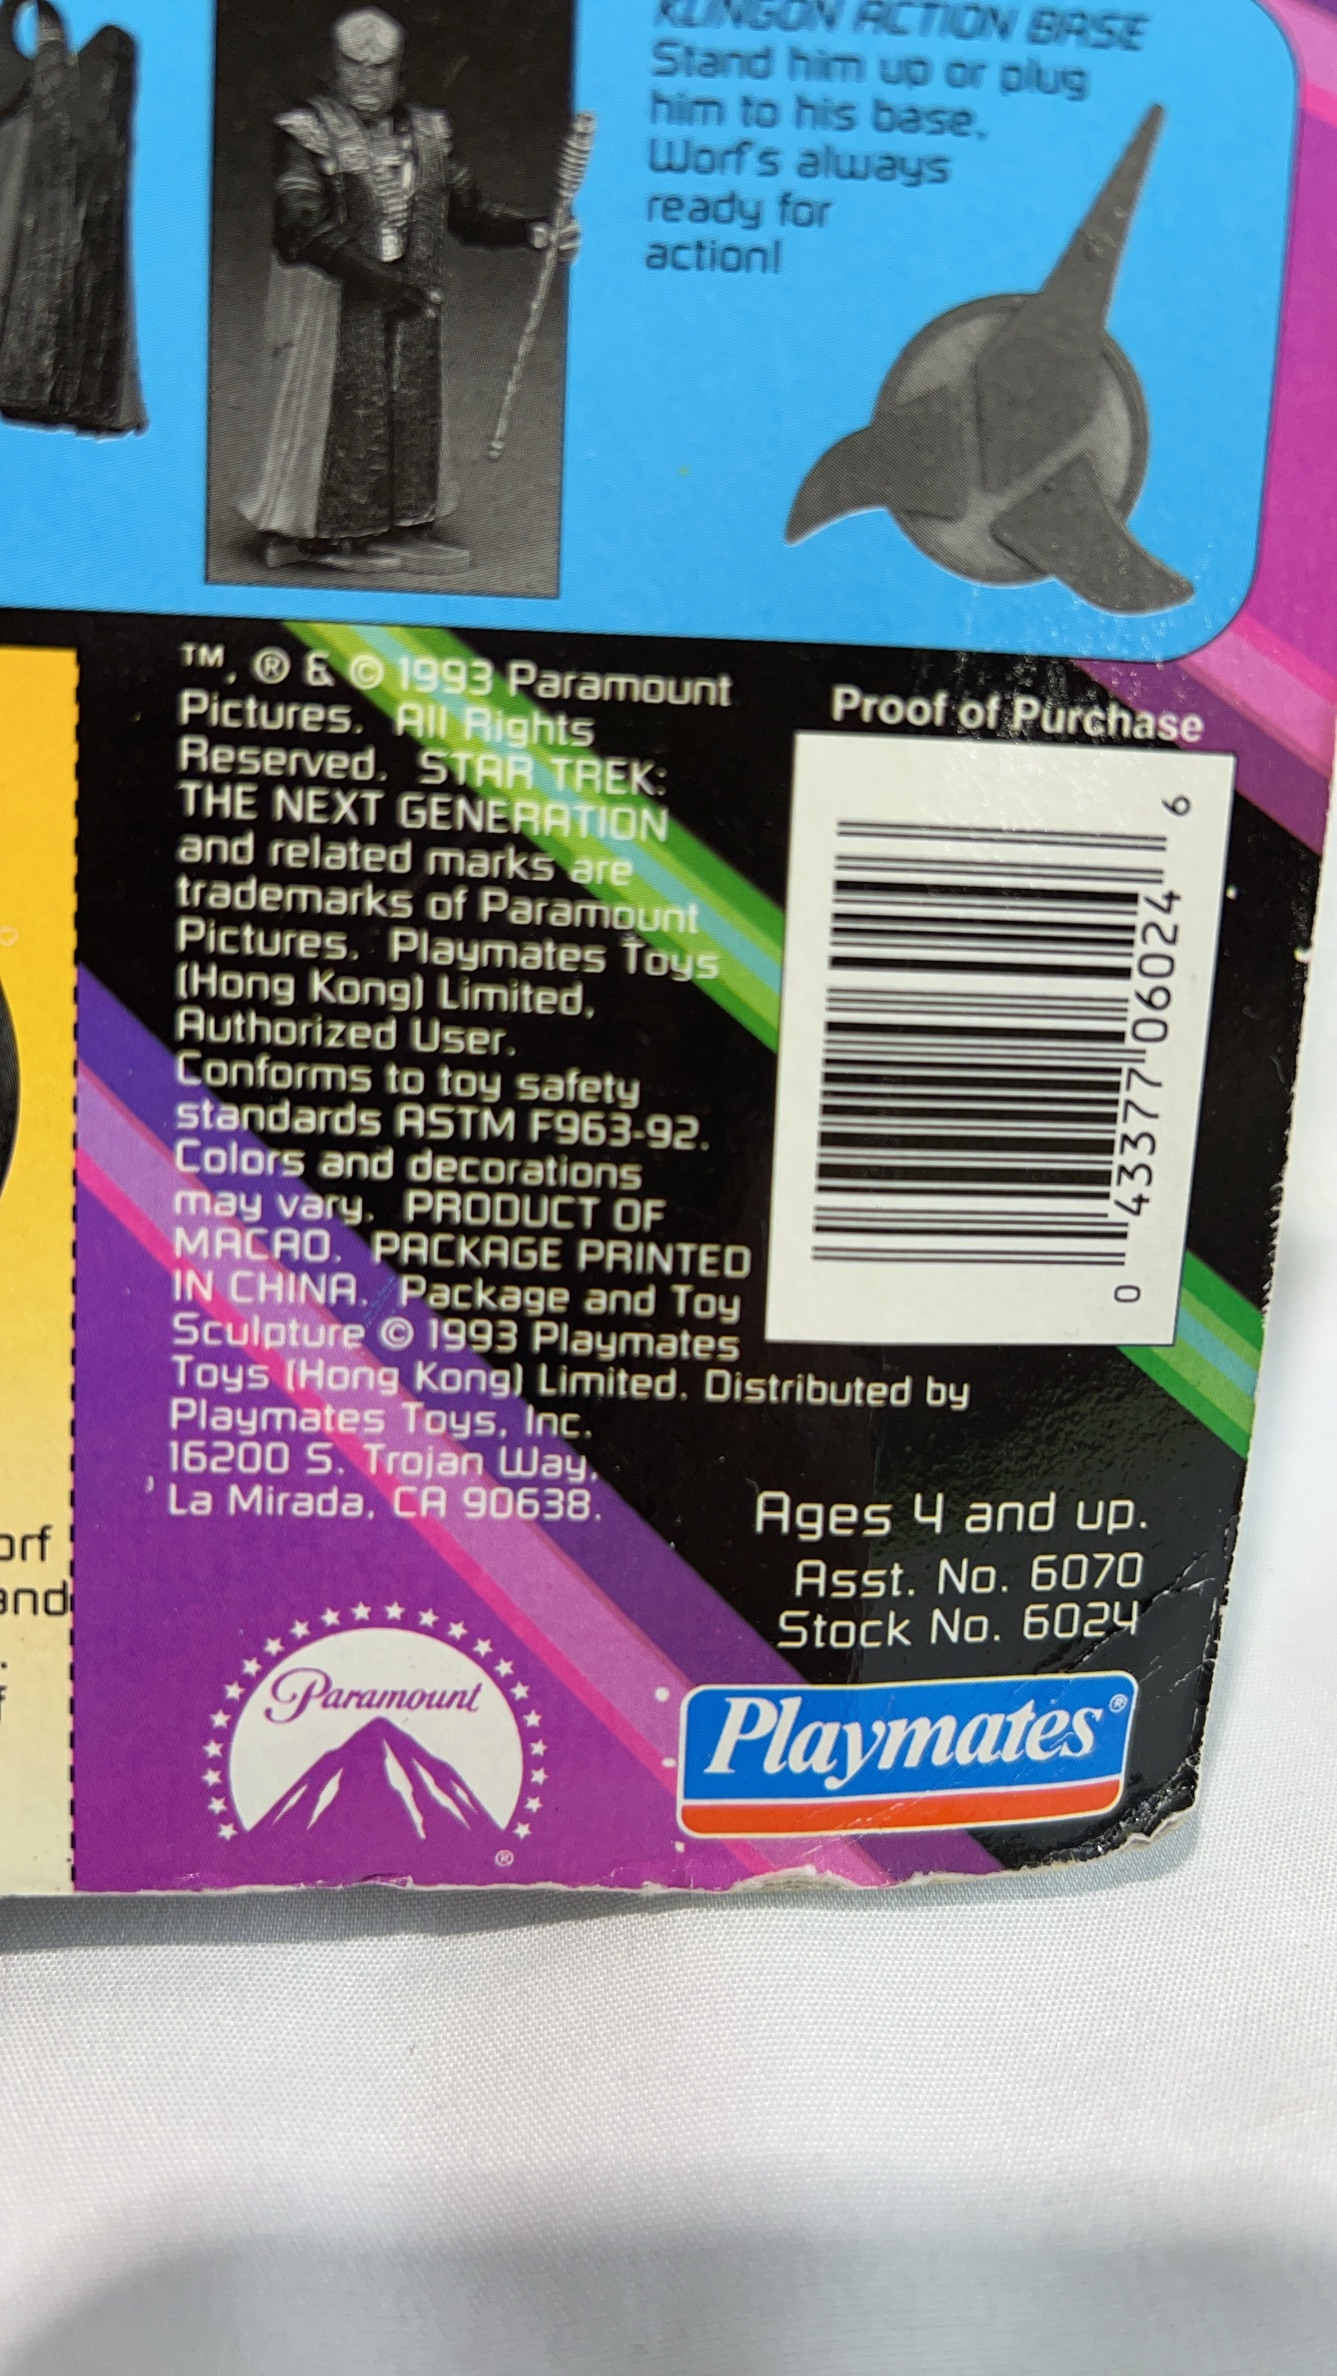 KLINGON ACTION BASE
Stand him up or plug
him to his base,
Worf's always
ready for
action!
TM, ® & © 1993 Paramount
Pictures. All Rights
Reserved. STAR TREK:
THE NEXT GENERATION
and related marks are
trademarks of Paramount
Pictures. Playmates Toys
(Hong Kong) Limited,
Authorized User.
Conforms to toy safety
standards ASTM F963-92.
Colors and decorations
may vary. PRODUCT OF
MACAO. PACKAGE PRINTED
IN CHINA. Package and Toy
Sculpture © 1993 Playmates
Toys (Hong Kong) Limited. Distributed by
Playmates Toys, Inc.
16200 S. Trojan Way,
La Mirada, CA 90638.
Proof of Purchase
0 43377 06024 6
Ages 4 and up.
Asst. No. 6070
Stock No. 6024
orf
and
Paramount
®
Playmates®